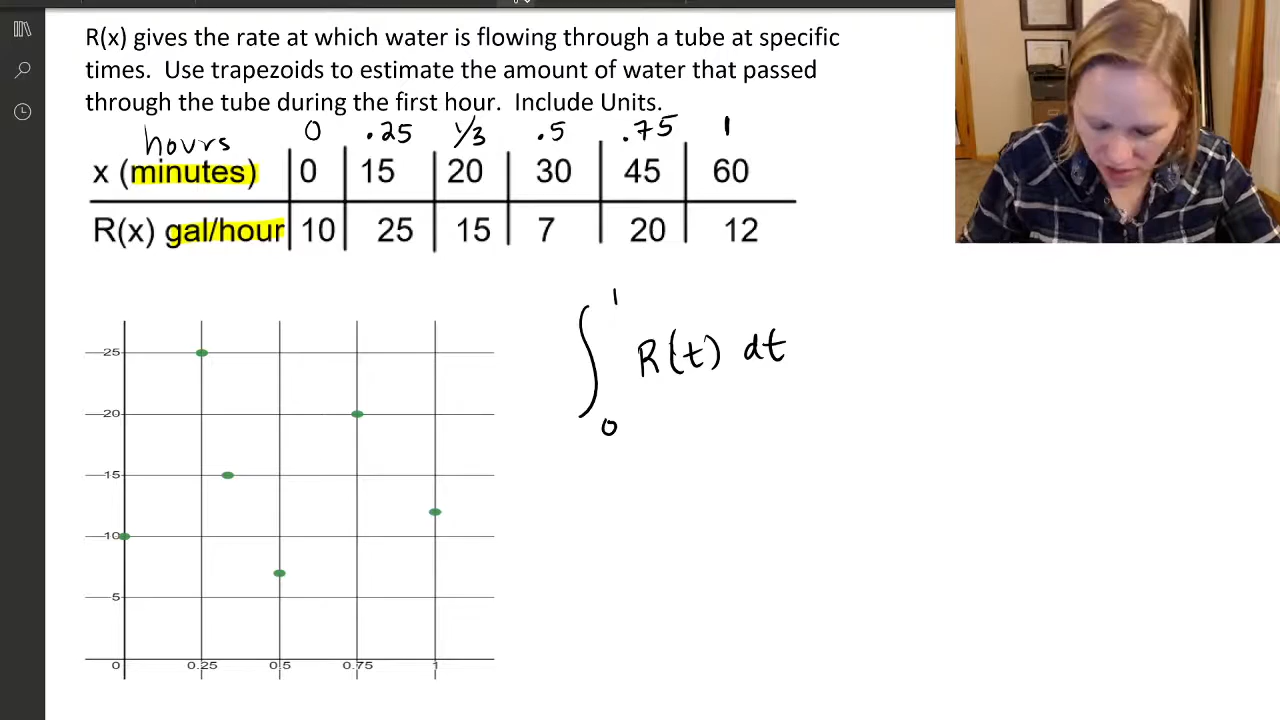 R(x) gives the rate at which water is flowing through a tube at specific
times. Use trapezoids to estimate the amount of water that passed
through the tube during the first hour. Include Units.
hours 0 .25 1/3 .5 .75 1
x (minutes) 0 15 20 30 45 60
R(x) gal/hour 10 25 15 7 20 12
∫₀¹ R(t) dt
25
20
15
10
5
0 0.25 0.5 0.75 1